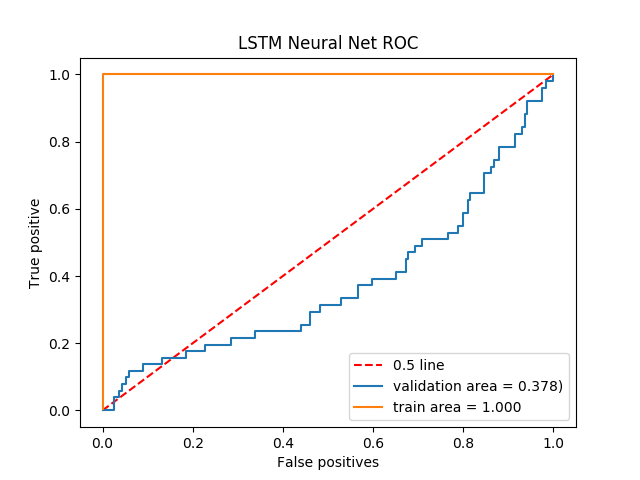 LSTM Neural Net ROC
True positive
1.0
0.8
0.6
0.4
0.2
0.0
0.0 0.2 0.4 0.6 0.8 1.0
False positives
0.5 line
validation area = 0.378)
train area = 1.000